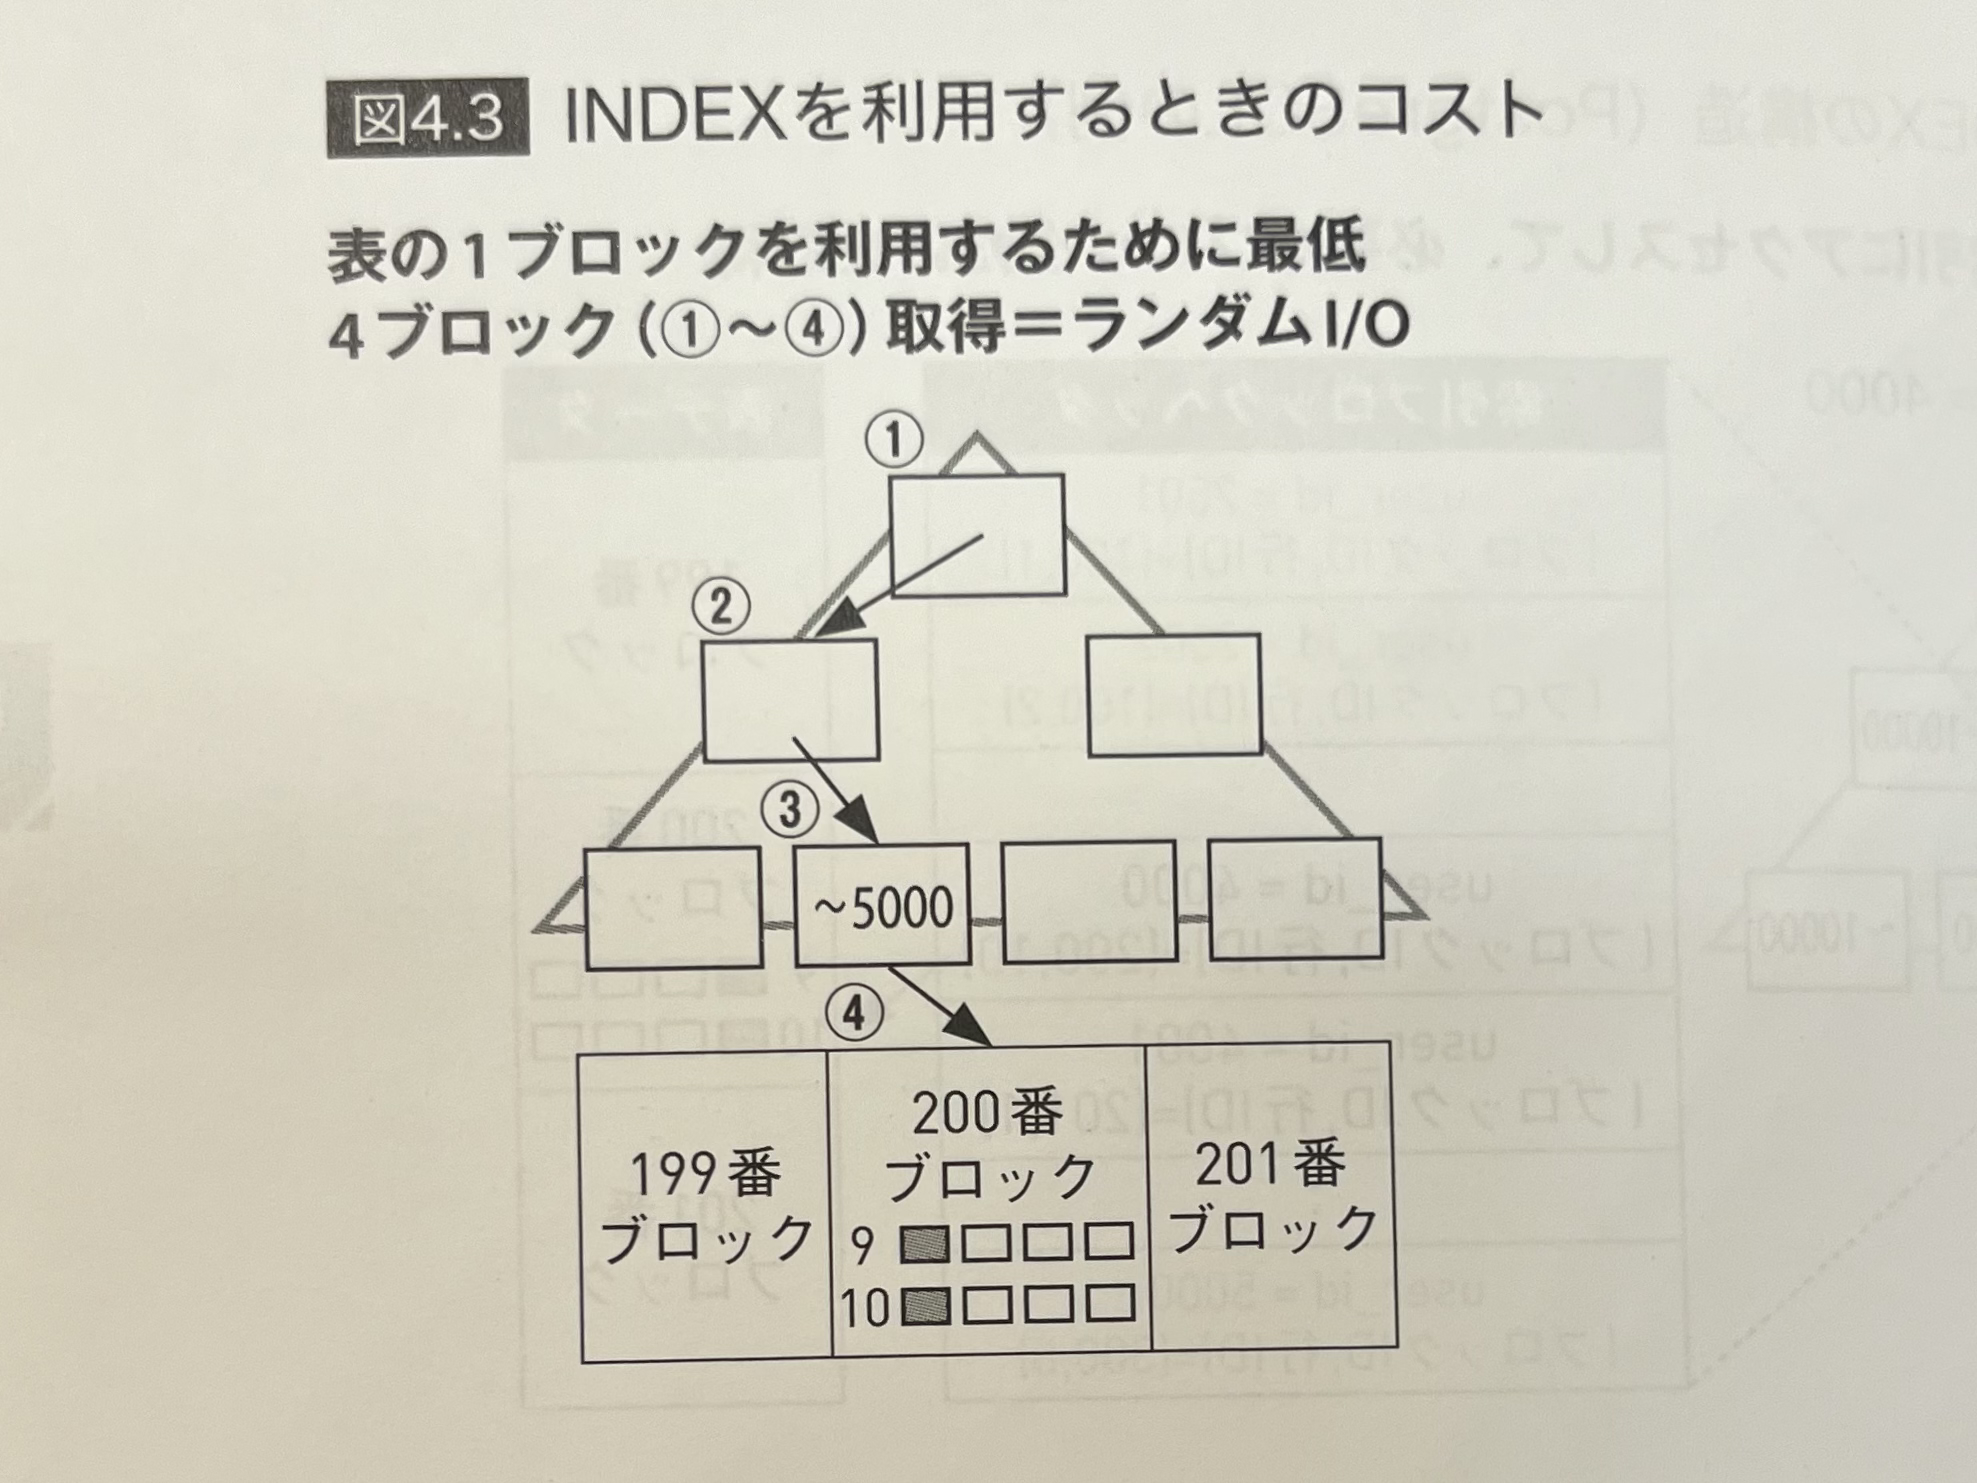 図4.3 INDEXを利用するときのコスト
表の1ブロックを利用するために最低
4ブロック(①〜④)取得=ランダムI/O
①
②
③
~5000
④
199番
ブロック
200番
ブロック
9
10
201番
ブロック